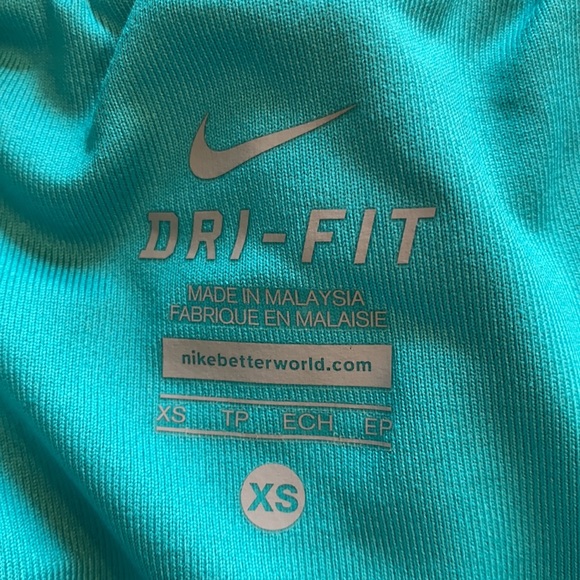 DRI-FIT
MADE IN MALAYSIA
FABRIQUE EN MALAISIE
nikebetterworld.com
XS TP ECH EP
XS